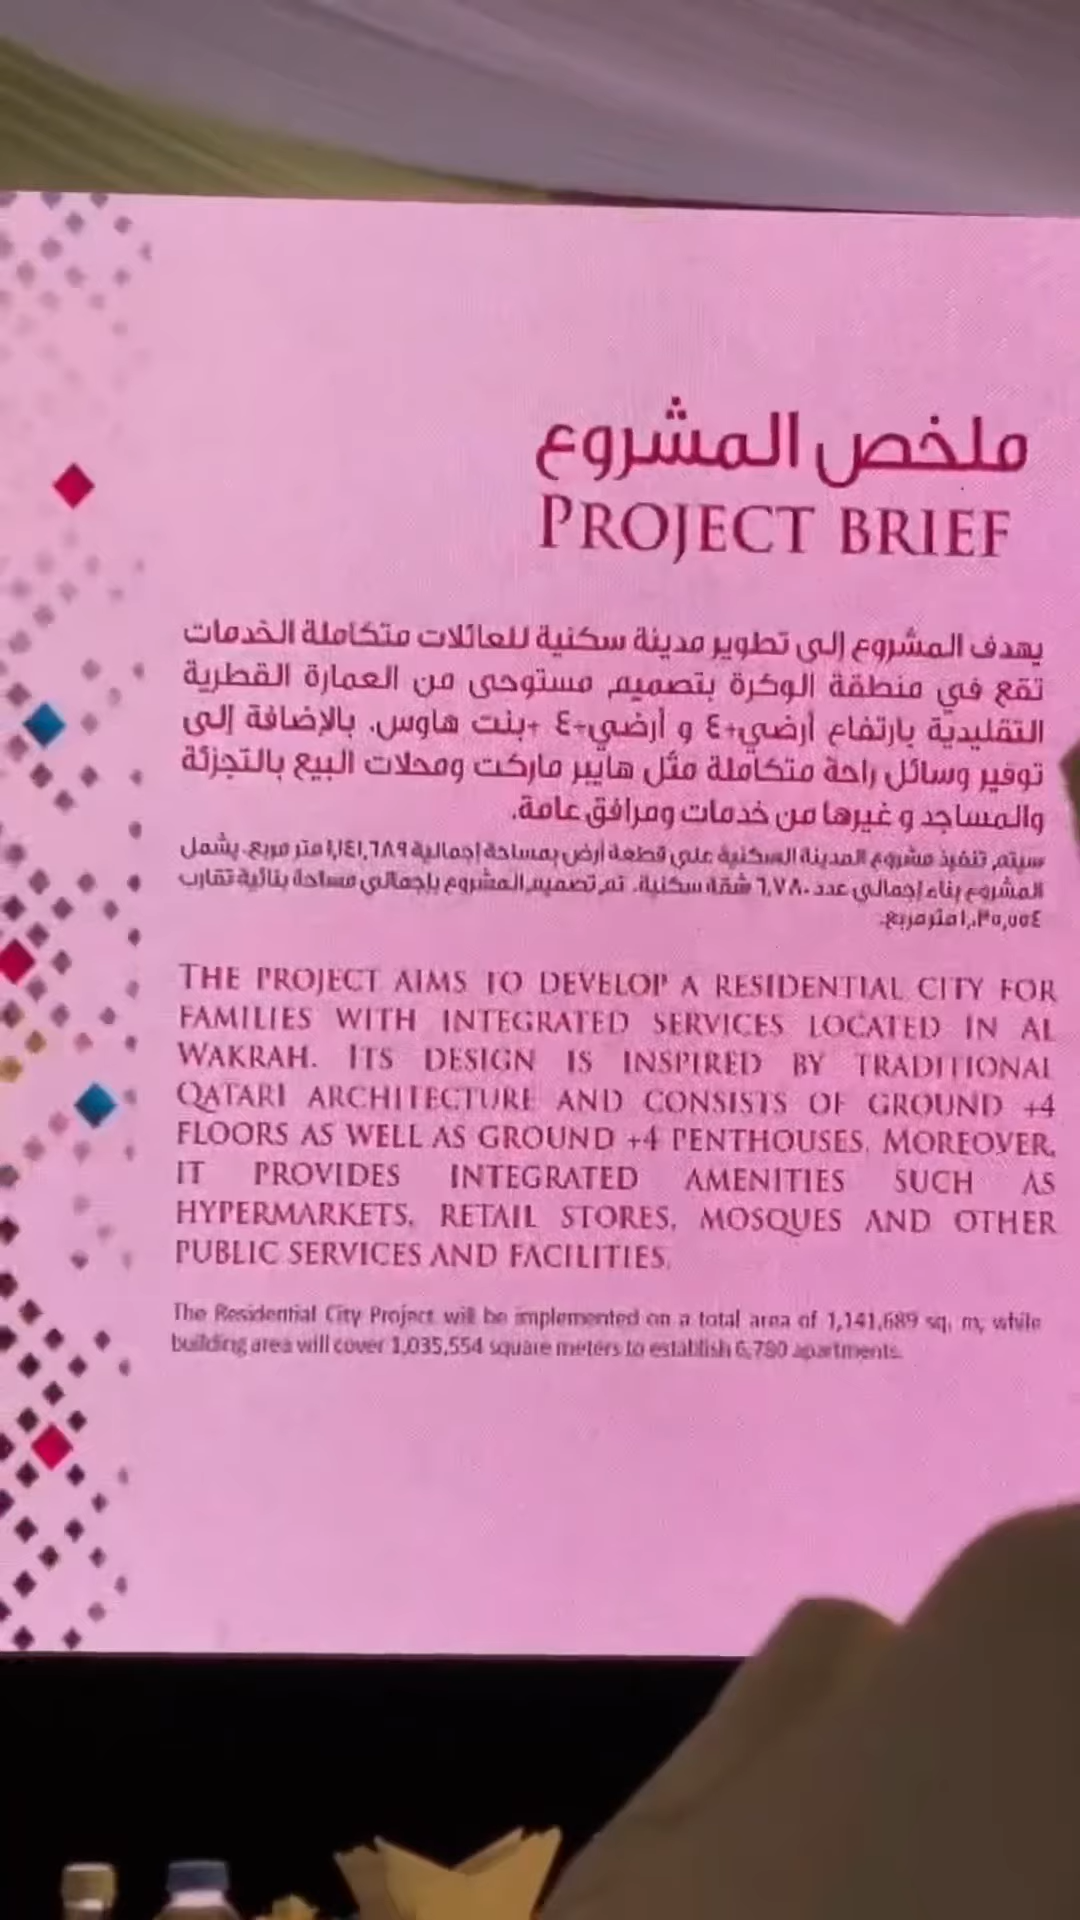 ملخص المشروع
PROJECT BRIEF
يهدف المشروع إلى تطوير مدينة سكنية للعائلات متكاملة الخدمات
تقع في منطقة الوكرة بتصميم مستوحى من العمارة القطرية
التقليدية بارتفاع أرضي+٤ و أرضي+٤ +بنت هاوس. بالإضافة إلى
توفير وسائل راحة متكاملة مثل هايبر ماركت ومحلات البيع بالتجزئة
والمساجد و غيرها من خدمات ومرافق عامة.
سيتم تنفيذ مشروع المدينة السكنية على قطعة أرض بمساحة إجمالية ١,١٤١,٦٨٩ متر مربع. يشمل
المشروع بناء إجمالي عدد ٦,٧٨٠ شقة سكنية. تم تصميم المشروع بإجمالي مساحة بنائية تقارب
١,٠٣٥,٥٥٤ متر مربع.
THE PROJECT AIMS TO DEVELOP A RESIDENTIAL CITY FOR
FAMILIES WITH INTEGRATED SERVICES LOCATED IN AL
WAKRAH. ITS DESIGN IS INSPIRED BY TRADITIONAL
QATARI ARCHITECTURE AND CONSISTS OF GROUND +4
FLOORS AS WELL AS GROUND +4 PENTHOUSES. MOREOVER,
IT PROVIDES INTEGRATED AMENITIES SUCH AS
HYPERMARKETS, RETAIL STORES, MOSQUES AND OTHER
PUBLIC SERVICES AND FACILITIES.
The Residential City Project will be implemented on a total area of 1,141,689 sq. m, while
building area will cover 1,035,554 square meters to establish 6,780 apartments.